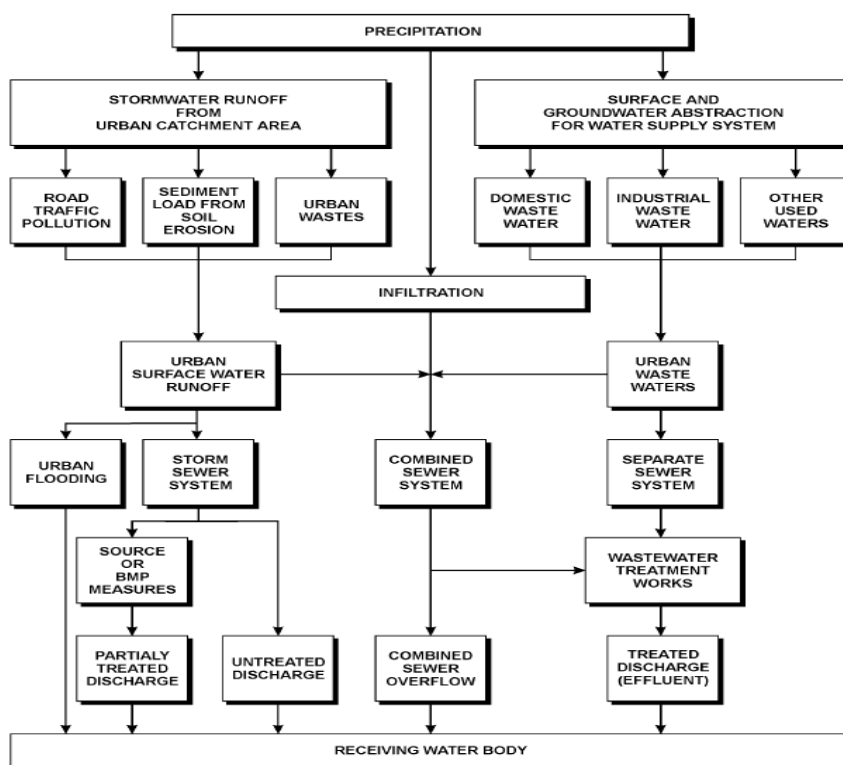 PRECIPITATION
STORMWATER RUNOFF
FROM
URBAN CATCHMENT AREA
SURFACE AND
GROUNDWATER ABSTRACTION
FOR WATER SUPPLY SYSTEM
ROAD
TRAFFIC
POLLUTION
SEDIMENT
LOAD FROM
SOIL
EROSION
URBAN
WASTES
DOMESTIC
WASTE
WATER
INDUSTRIAL
WASTE
WATER
OTHER
USED
WATERS
INFILTRATION
URBAN
SURFACE WATER
RUNOFF
URBAN
WASTE
WATERS
URBAN
FLOODING
STORM
SEWER
SYSTEM
COMBINED
SEWER
SYSTEM
SEPARATE
SEWER
SYSTEM
SOURCE
OR
BMP
MEASURES
WASTEWATER
TREATMENT
WORKS
PARTIALY
TREATED
DISCHARGE
UNTREATED
DISCHARGE
COMBINED
SEWER
OVERFLOW
TREATED
DISCHARGE
(EFFLUENT)
RECEIVING WATER BODY